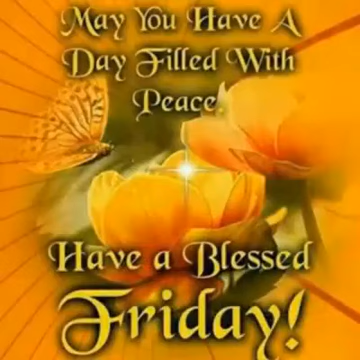 May You Have A
Day Filled With
Peace.
Have a Blessed
Friday!